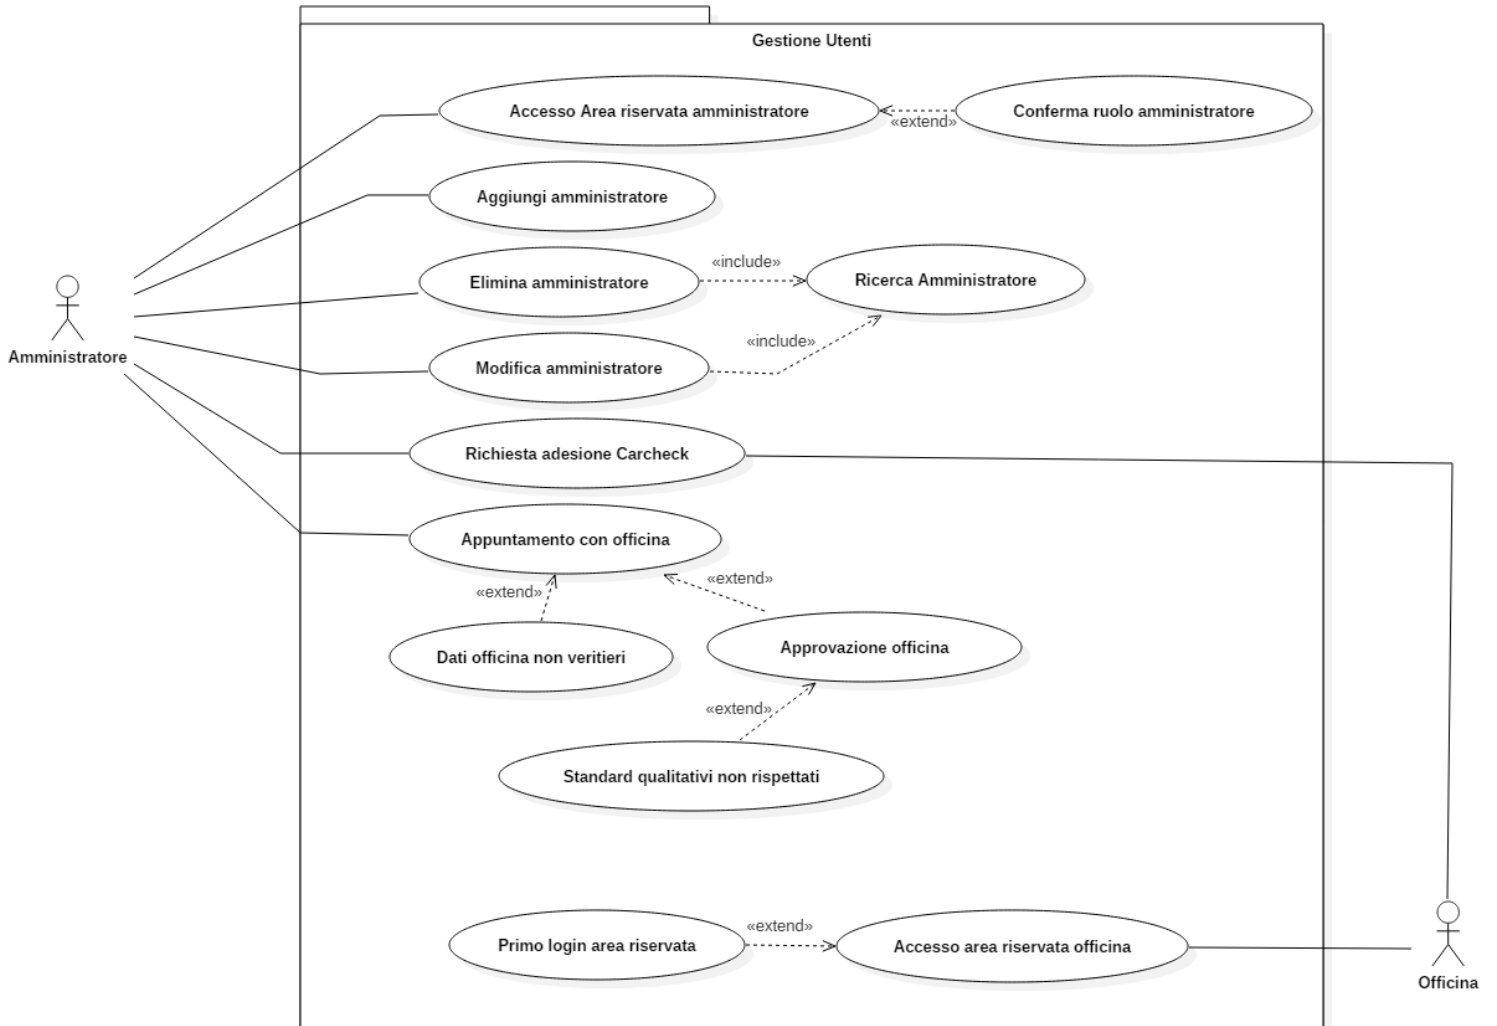 Gestione Utenti
Accesso Area riservata amministratore
«extend»
Conferma ruolo amministratore
Aggiungi amministratore
Elimina amministratore
«include»
Ricerca Amministratore
Amministratore
Modifica amministratore
«include»
Richiesta adesione Carcheck
Appuntamento con officina
«extend»
«extend»
Dati officina non veritieri
Approvazione officina
«extend»
Standard qualitativi non rispettati
Primo login area riservata
«extend»
Accesso area riservata officina
Officina